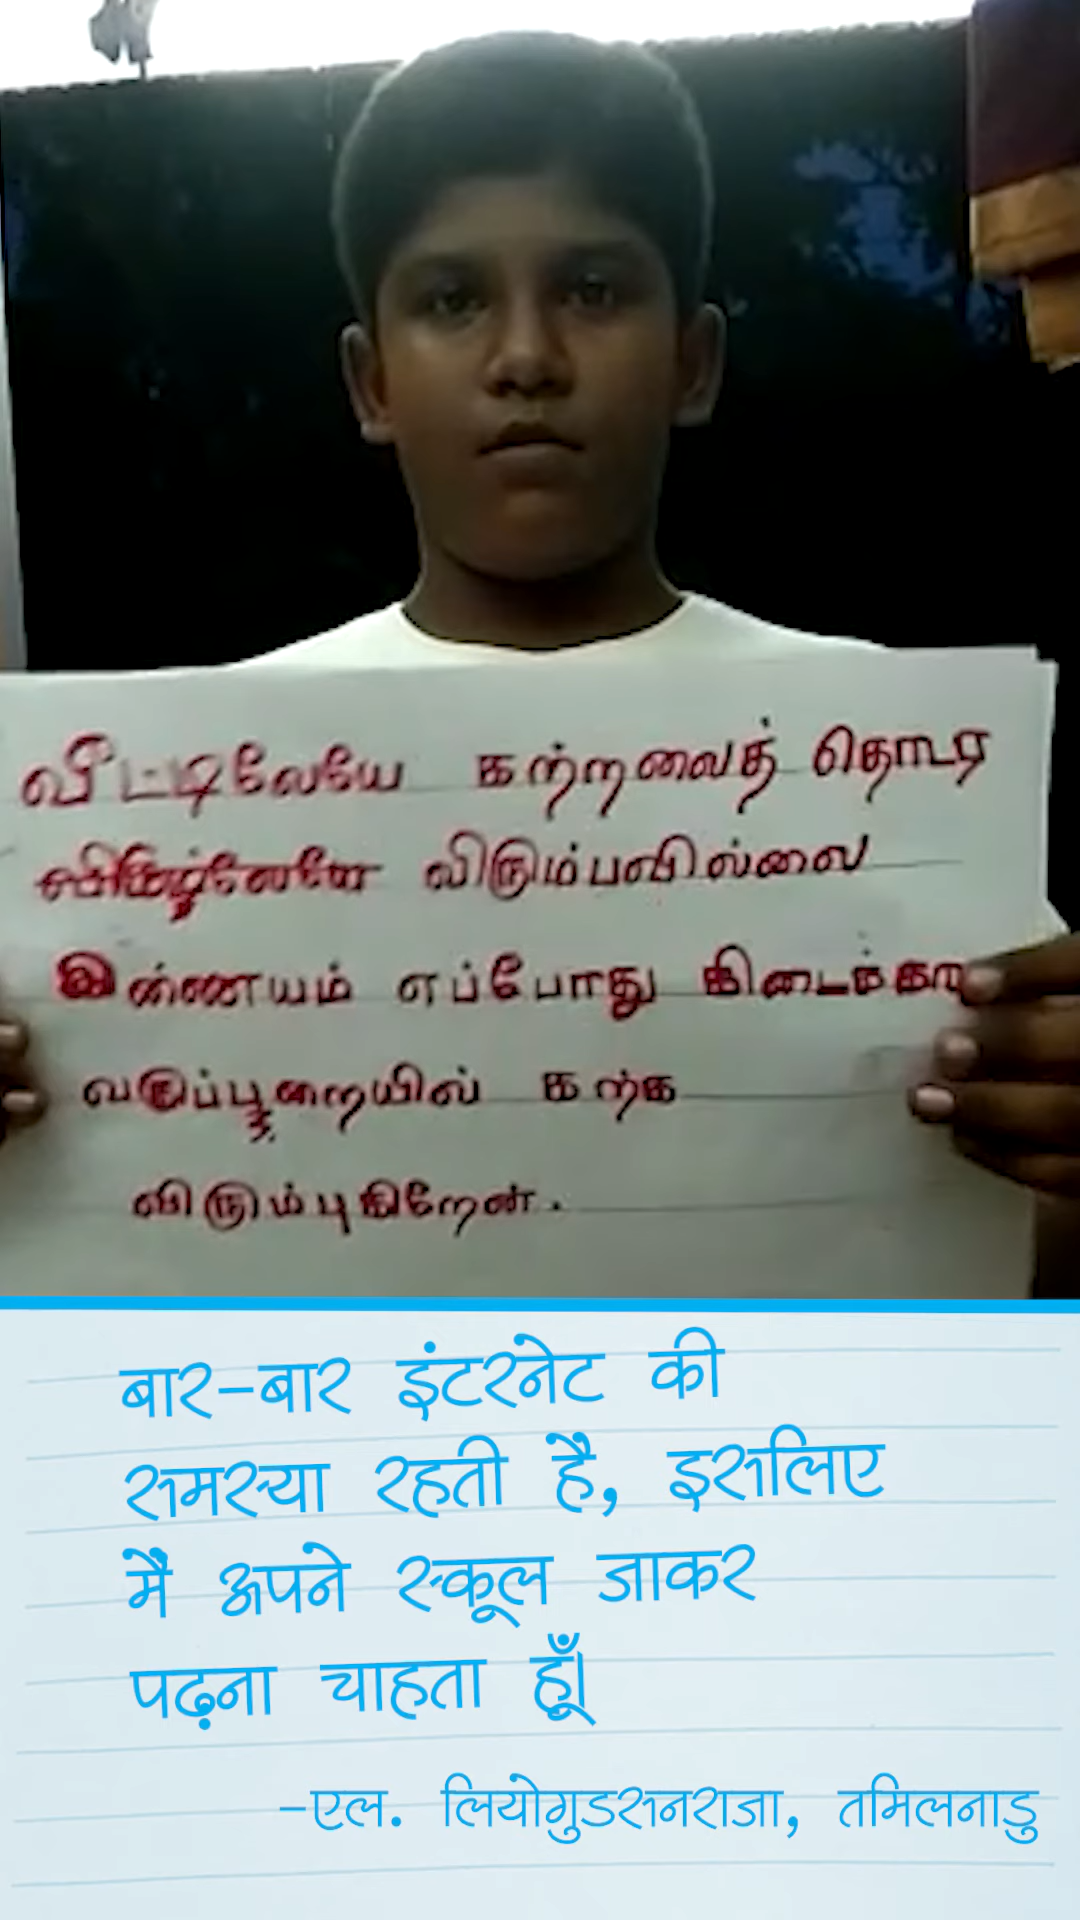 வீட்டிலேயே கற்றலைத் தொடர
விரும்பவில்லை
இணையம் எப்போது கிடைக்கா
வகுப்பறையில் கற்க
விரும்புகிறேன்.
बार-बार इंटरनेट की
समस्या रहती है, इसलिए
मैं अपने स्कूल जाकर
पढ़ना चाहता हूँ।
-एल. लियोगुडसनराजा, तमिलनाडु